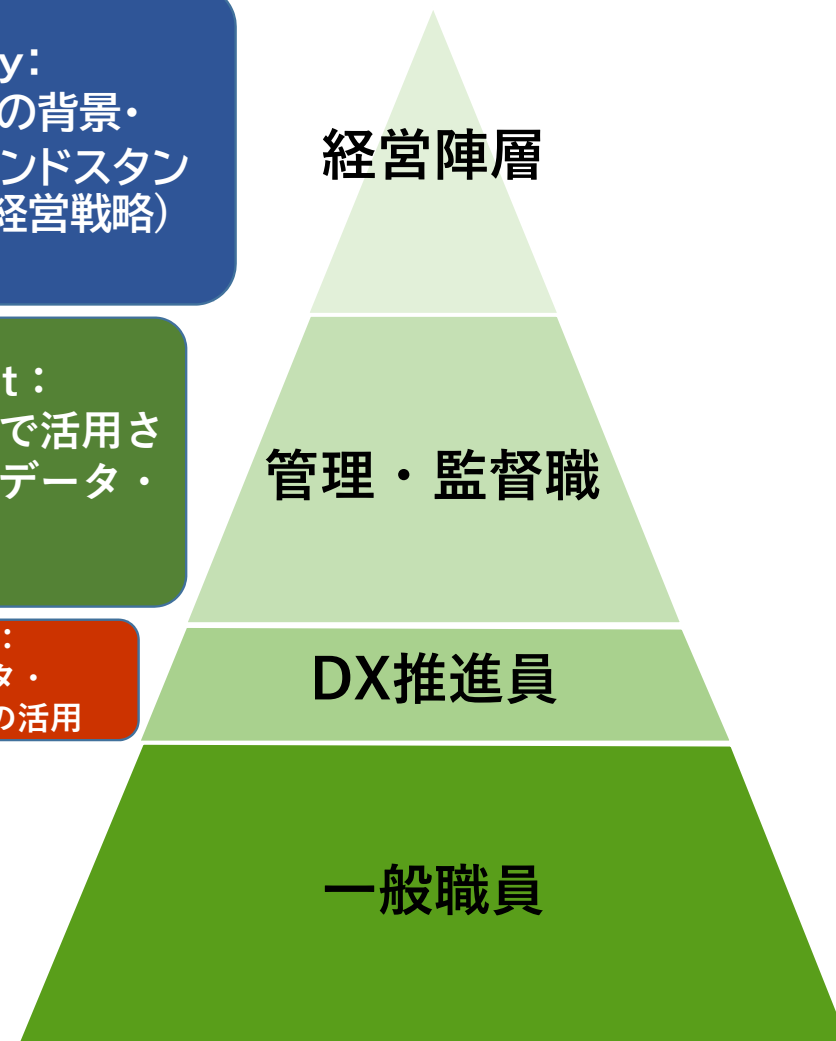 y：
の背景・
ンドスタン
経営戦略）
t：
で活用さ
データ・
：
タ・
の活用
経営陣層
管理・監督職
DX推進員
一般職員